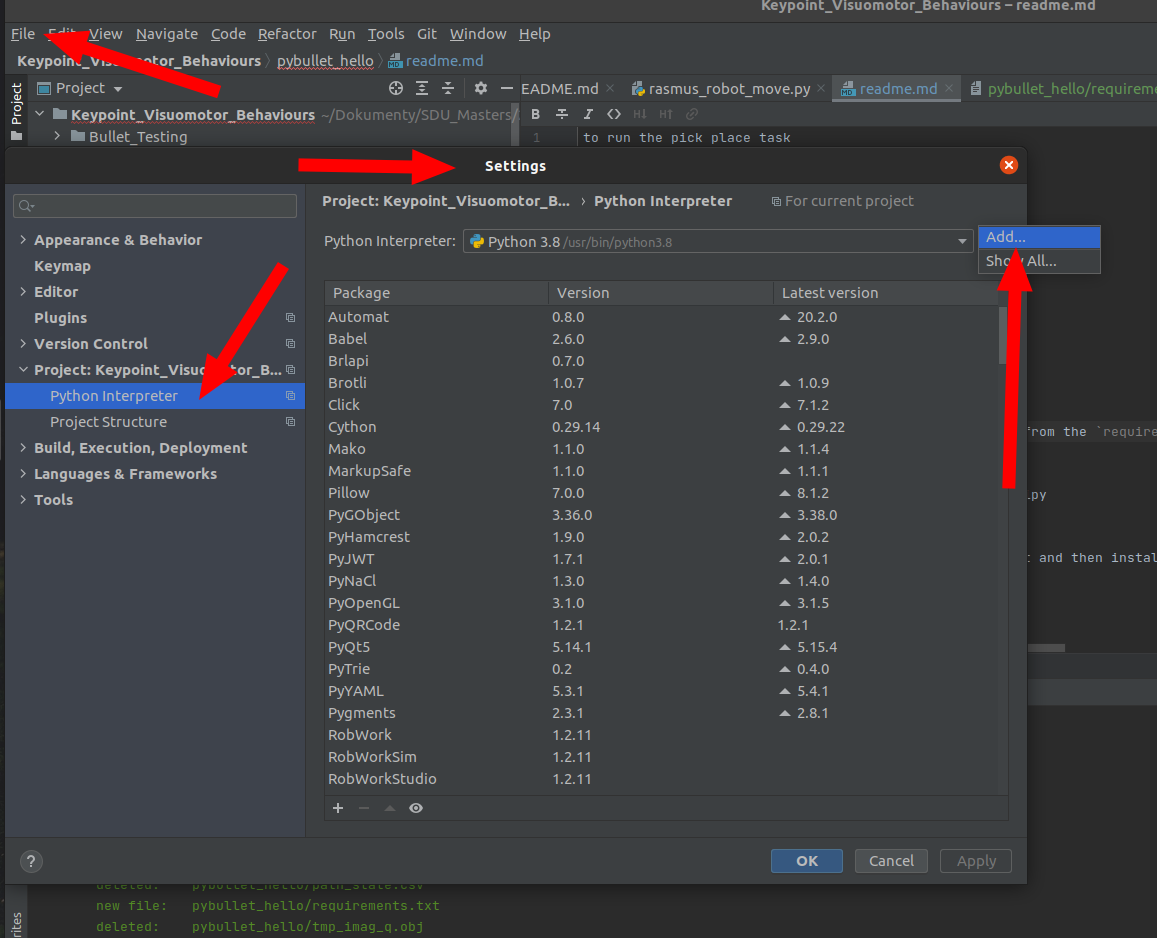 Keypoint_Visuomotor_Behaviours – readme.md
File Edit View Navigate Code Refactor Run Tools Git Window Help
Keypoint_Visuomotor_Behaviours pybullet_hello readme.md
Project
Project
EADME.md rasmus_robot_move.py readme.md pybullet_hello/requireme
Keypoint_Visuomotor_Behaviours ~/Dokumenty/SDU_Masters/
B I <> H↓ H↑
Bullet_Testing
1 to run the pick place task
Settings
Project: Keypoint_Visuomotor_B... › Python Interpreter For current project
Python Interpreter: Python 3.8 /usr/bin/python3.8
Add...
Show All...
Appearance & Behavior
Keymap
Editor
Plugins
Version Control
Project: Keypoint_Visuomotor_B...
Python Interpreter
Project Structure
Build, Execution, Deployment
Languages & Frameworks
Tools
Package Version Latest version
Automat 0.8.0 20.2.0
Babel 2.6.0 2.9.0
Brlapi 0.7.0
Brotli 1.0.7 1.0.9
Click 7.0 7.1.2
Cython 0.29.14 0.29.22
Mako 1.1.0 1.1.4
MarkupSafe 1.1.0 1.1.1
Pillow 7.0.0 8.1.2
PyGObject 3.36.0 3.38.0
PyHamcrest 1.9.0 2.0.2
PyJWT 1.7.1 2.0.1
PyNaCl 1.3.0 1.4.0
PyOpenGL 3.1.0 3.1.5
PyQRCode 1.2.1 1.2.1
PyQt5 5.14.1 5.15.4
PyTrie 0.2 0.4.0
PyYAML 5.3.1 5.4.1
Pygments 2.3.1 2.8.1
RobWork 1.2.11
RobWorkSim 1.2.11
RobWorkStudio 1.2.11
from the `require
.py
t and then instal
?
OK Cancel Apply
deleted: pybullet_hello/path_state.csv
new file: pybullet_hello/requirements.txt
deleted: pybullet_hello/tmp_imag_q.obj
rites